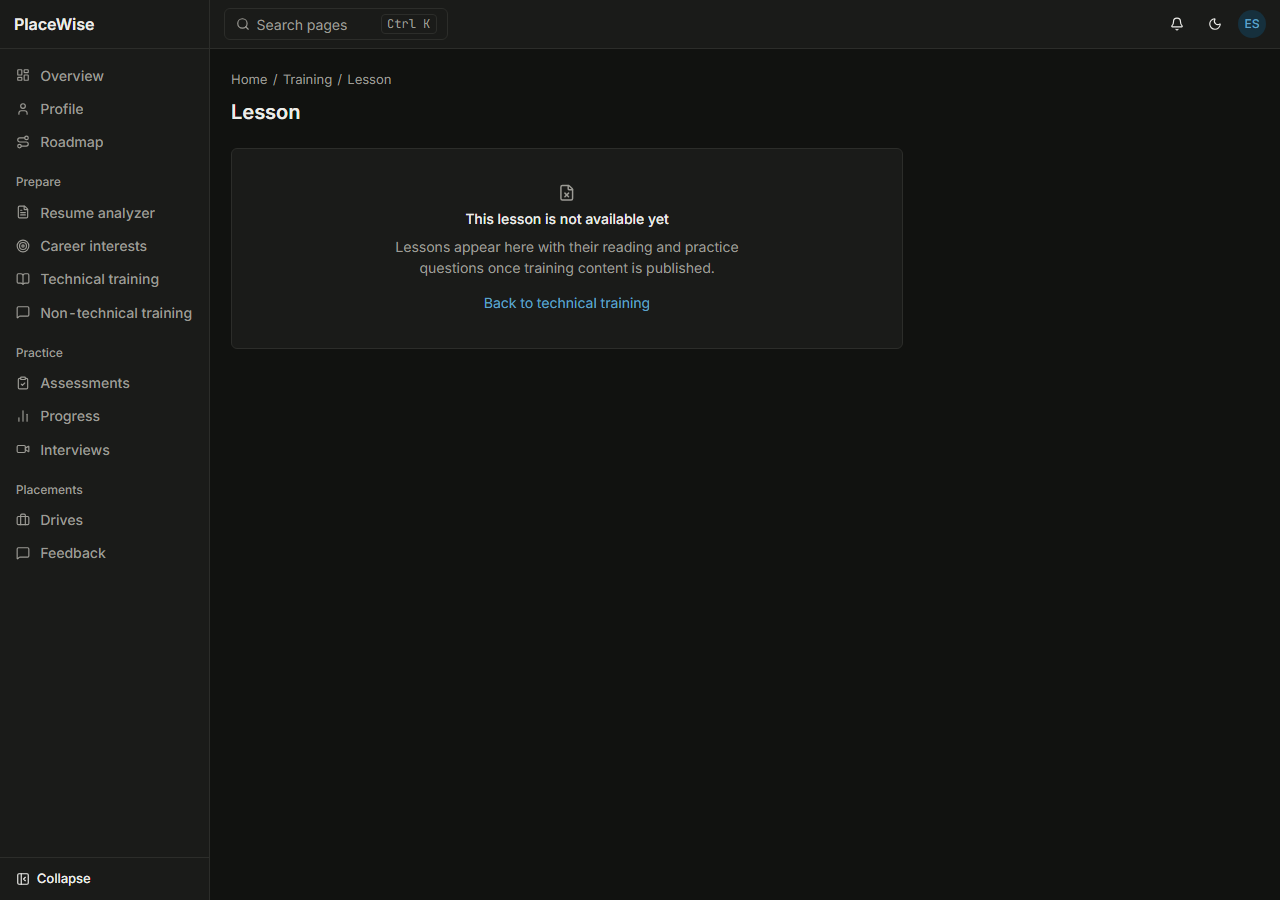 PlaceWise
Search pages
Ctrl K
ES
Overview
Profile
Roadmap
Prepare
Resume analyzer
Career interests
Technical training
Non-technical training
Practice
Assessments
Progress
Interviews
Placements
Drives
Feedback
Collapse
Home / Training / Lesson
Lesson
This lesson is not available yet
Lessons appear here with their reading and practice
questions once training content is published.
Back to technical training